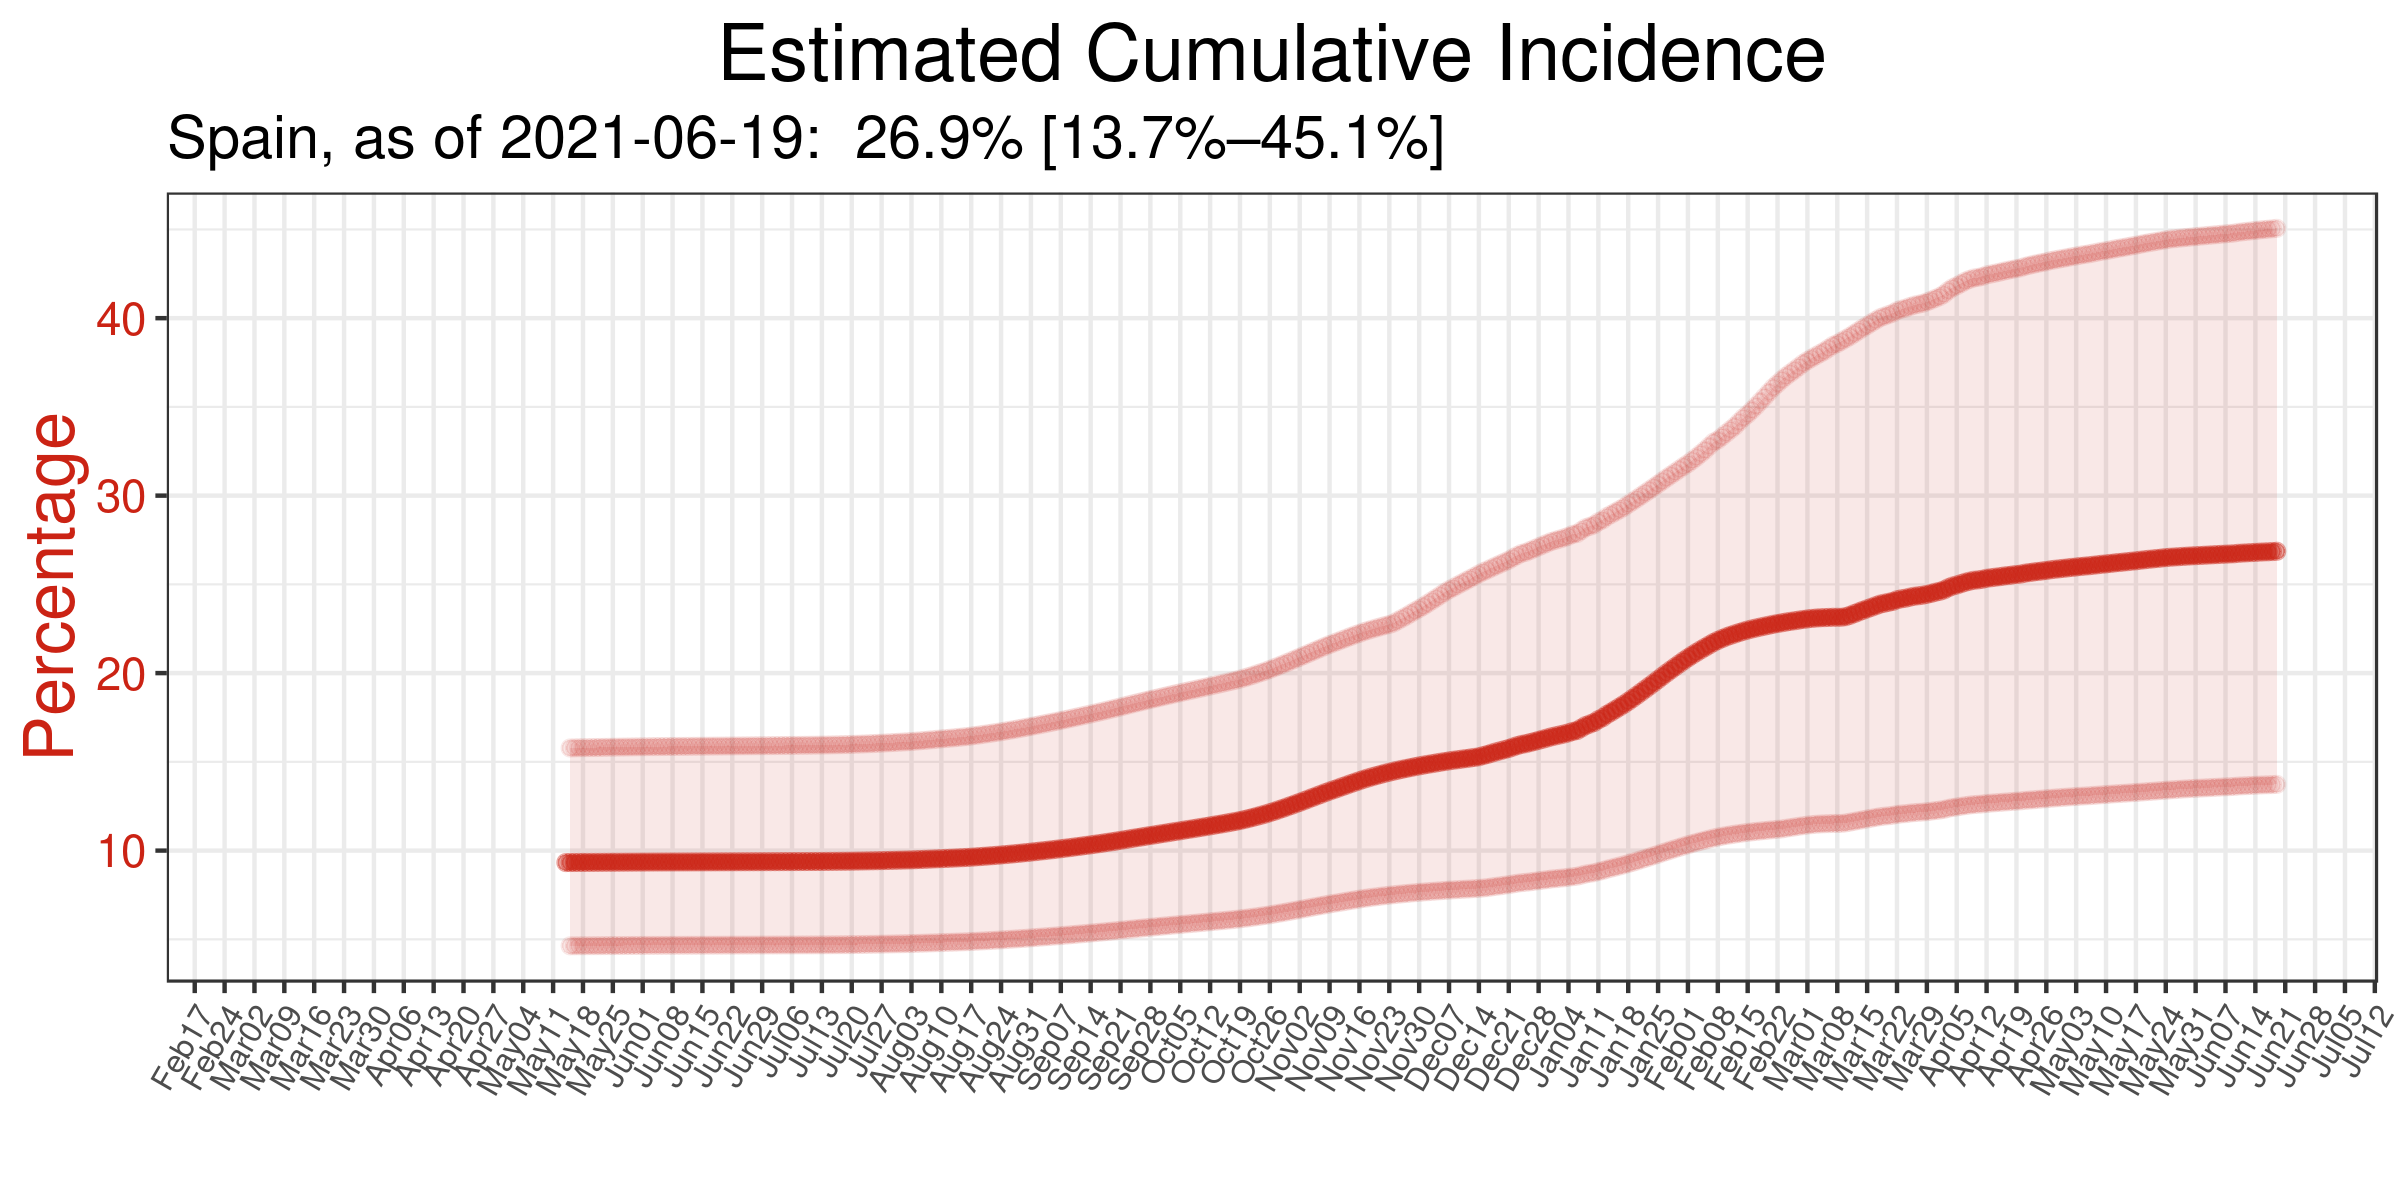 Estimated Cumulative Incidence
Spain, as of 2021-06-19: 26.9% [13.7%–45.1%]
Percentage
40
30
20
10
Feb17
Feb24
Mar02
Mar09
Mar16
Mar23
Mar30
Apr06
Apr13
Apr20
Apr27
May04
May11
May18
May25
Jun01
Jun08
Jun15
Jun22
Jun29
Jul06
Jul13
Jul20
Jul27
Aug03
Aug10
Aug17
Aug24
Aug31
Sep07
Sep14
Sep21
Sep28
Oct05
Oct12
Oct19
Oct26
Nov02
Nov09
Nov16
Nov23
Nov30
Dec07
Dec14
Dec21
Dec28
Jan04
Jan11
Jan18
Jan25
Feb01
Feb08
Feb15
Feb22
Mar01
Mar08
Mar15
Mar22
Mar29
Apr05
Apr12
Apr19
Apr26
May03
May10
May17
May24
May31
Jun07
Jun14
Jun21
Jun28
Jul05
Jul12